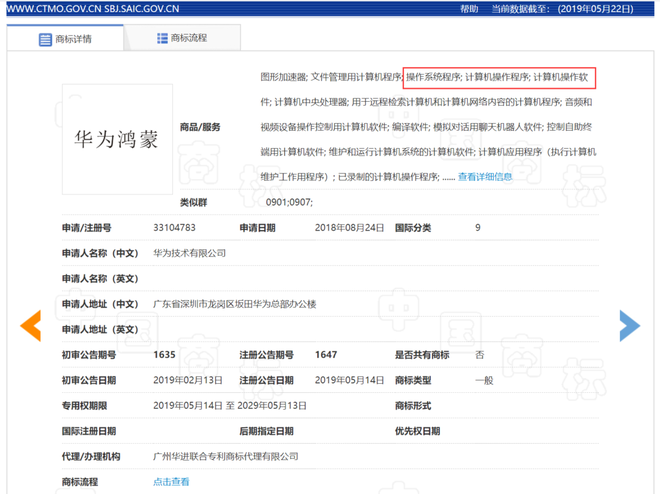 WWW.CTMO.GOV.CN SBJ.SAIC.GOV.CN 帮助 当前数据截至: (2019年05月22日)
商标详情 商标流程
图形加速器; 文件管理用计算机程序; 操作系统程序; 计算机操作程序; 计算机操作软
件; 计算机中央处理器; 用于远程检索计算机和计算机网络内容的计算机程序; 音频和
华为鸿蒙 商品/服务 视频设备操作控制用计算机软件; 编译软件; 模拟对话用聊天机器人软件; 控制自助终
端用计算机软件; 维护和运行计算机系统的计算机软件; 计算机应用程序（执行计算机
维护工作用程序）; 已录制的计算机操作程序; ...... 查看详细信息
类似群 0901;0907;
申请/注册号 33104783 申请日期 2018年08月24日 国际分类 9
申请人名称（中文） 华为技术有限公司
申请人名称（英文）
申请人地址（中文） 广东省深圳市龙岗区坂田华为总部办公楼
申请人地址（英文）
初审公告期号 1635 注册公告期号 1647 是否共有商标 否
初审公告日期 2019年02月13日 注册公告日期 2019年05月14日 商标类型 一般
专用权期限 2019年05月14日 至 2029年05月13日 商标形式
国际注册日期 后期指定日期 优先权日期
代理/办理机构 广州华进联合专利商标代理有限公司
商标流程 点击查看
中国商标